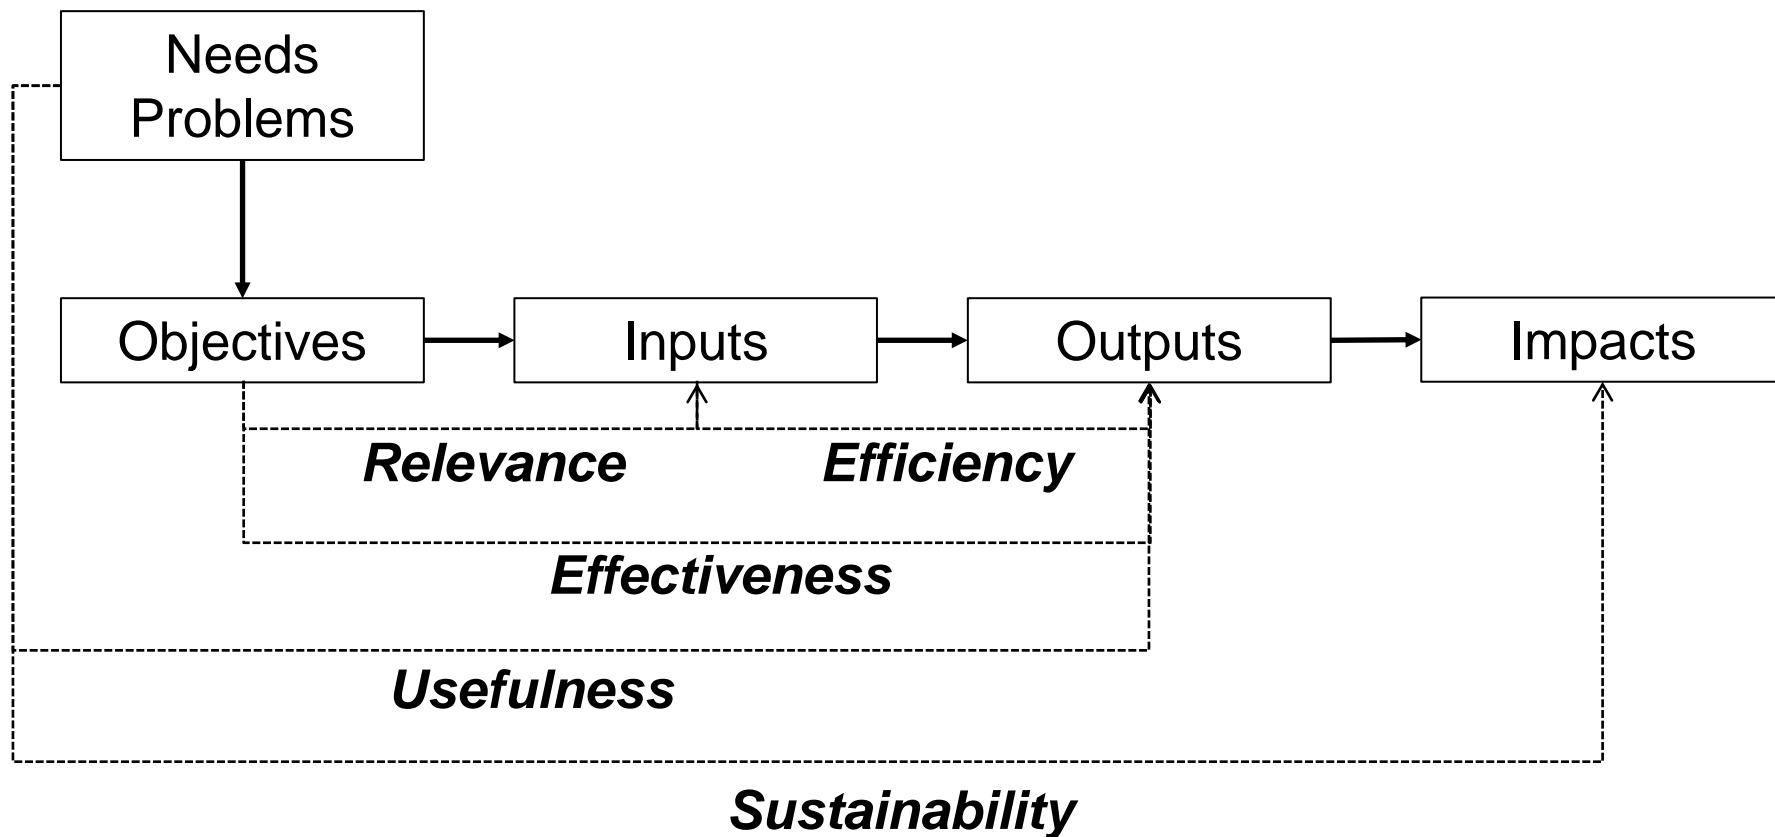 Needs
Problems
Objectives
Inputs
Outputs
Impacts
Relevance
Efficiency
Effectiveness
Usefulness
Sustainability